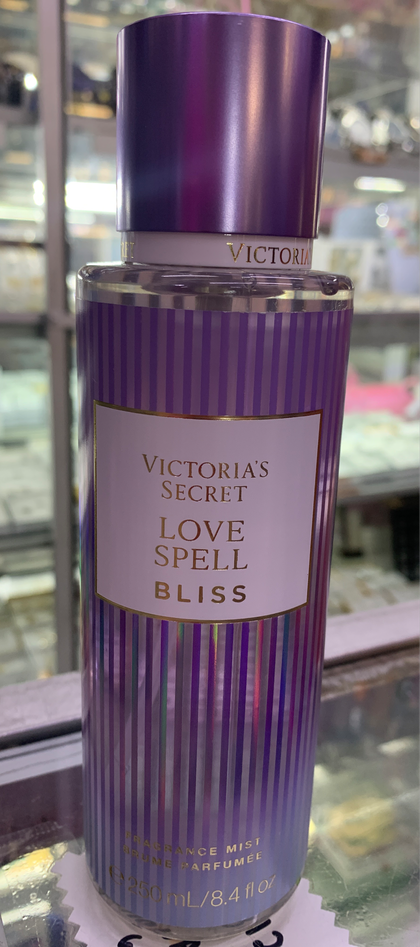 VICTORIA
VICTORIA'S
SECRET
LOVE
SPELL
BLISS
FRAGRANCE MIST
BRUME PARFUMÉE
℮250mL/8.4 fl oz